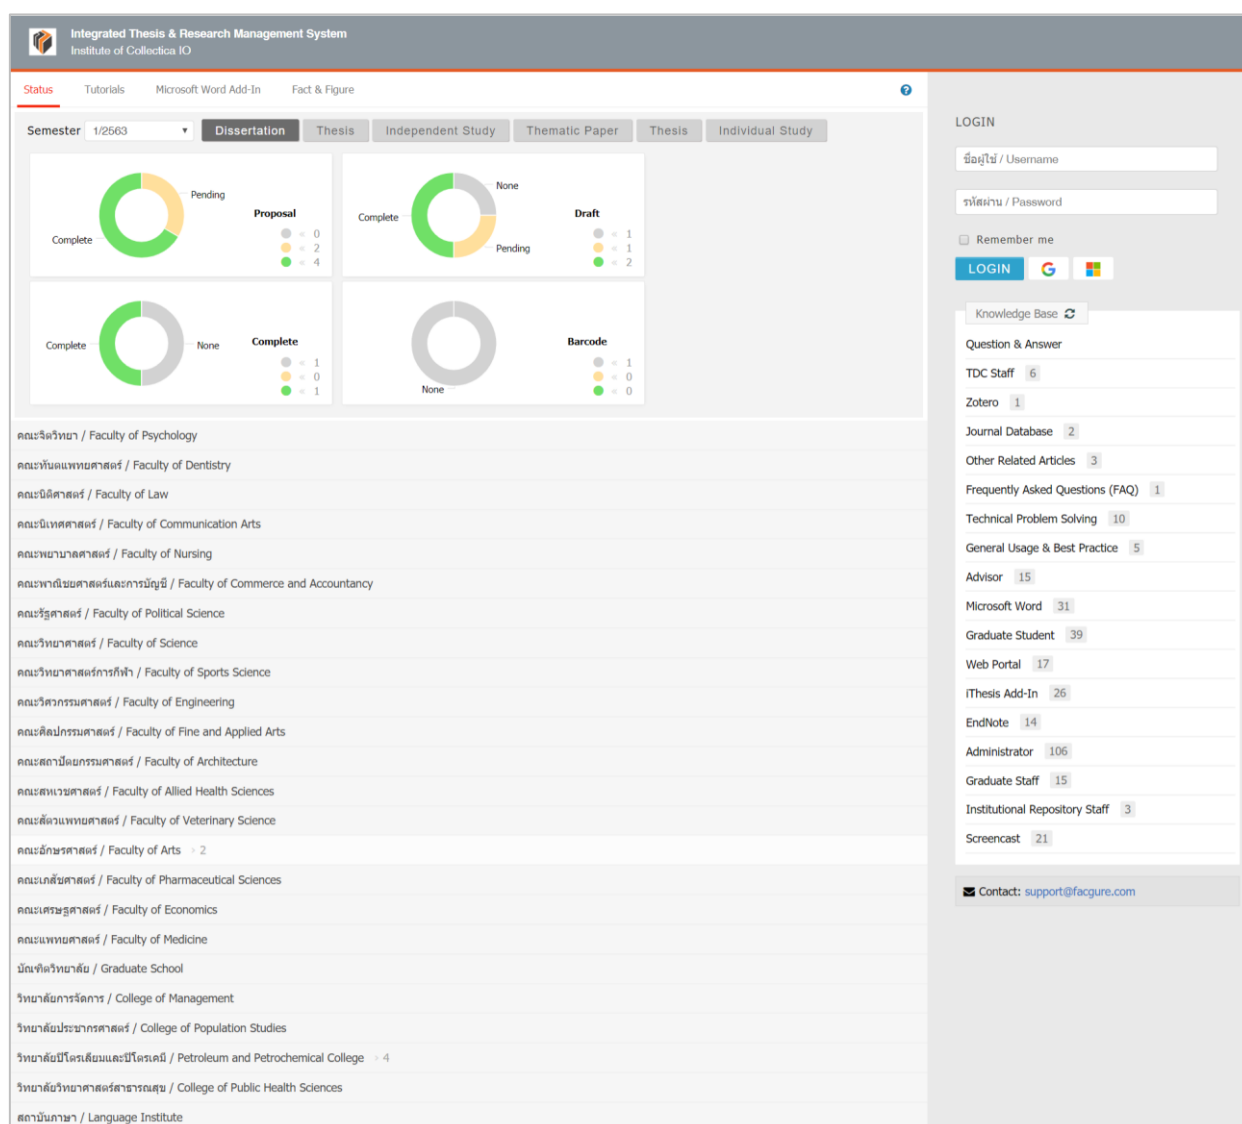 Integrated Thesis & Research Management System
Institute of Collectica IO
Status Tutorials Microsoft Word Add-In Fact & Figure
Semester 1/2563 Dissertation Thesis Independent Study Thematic Paper Thesis Individual Study
Pending
Complete
Proposal
« 0
« 2
« 4
None
Complete
Pending
Draft
« 1
« 1
« 2
Complete
None
Complete
« 1
« 0
« 1
None
Barcode
« 1
« 0
« 0
คณะจิตวิทยา / Faculty of Psychology
คณะทันตแพทยศาสตร์ / Faculty of Dentistry
คณะนิติศาสตร์ / Faculty of Law
คณะนิเทศศาสตร์ / Faculty of Communication Arts
คณะพยาบาลศาสตร์ / Faculty of Nursing
คณะพาณิชยศาสตร์และการบัญชี / Faculty of Commerce and Accountancy
คณะรัฐศาสตร์ / Faculty of Political Science
คณะวิทยาศาสตร์ / Faculty of Science
คณะวิทยาศาสตร์การกีฬา / Faculty of Sports Science
คณะวิศวกรรมศาสตร์ / Faculty of Engineering
คณะศิลปกรรมศาสตร์ / Faculty of Fine and Applied Arts
คณะสถาปัตยกรรมศาสตร์ / Faculty of Architecture
คณะสหเวชศาสตร์ / Faculty of Allied Health Sciences
คณะสัตวแพทยศาสตร์ / Faculty of Veterinary Science
คณะอักษรศาสตร์ / Faculty of Arts 2
คณะเภสัชศาสตร์ / Faculty of Pharmaceutical Sciences
คณะเศรษฐศาสตร์ / Faculty of Economics
คณะแพทยศาสตร์ / Faculty of Medicine
บัณฑิตวิทยาลัย / Graduate School
วิทยาลัยการจัดการ / College of Management
วิทยาลัยประชากรศาสตร์ / College of Population Studies
วิทยาลัยปิโตรเลียมและปิโตรเคมี / Petroleum and Petrochemical College 4
วิทยาลัยวิทยาศาสตร์สาธารณสุข / College of Public Health Sciences
สถาบันภาษา / Language Institute
LOGIN
ชื่อผู้ใช้ / Username
รหัสผ่าน / Password
Remember me
LOGIN
Knowledge Base
Question & Answer
TDC Staff 6
Zotero 1
Journal Database 2
Other Related Articles 3
Frequently Asked Questions (FAQ) 1
Technical Problem Solving 10
General Usage & Best Practice 5
Advisor 15
Microsoft Word 31
Graduate Student 39
Web Portal 17
iThesis Add-In 26
EndNote 14
Administrator 106
Graduate Staff 15
Institutional Repository Staff 3
Screencast 21
Contact: support@facgure.com